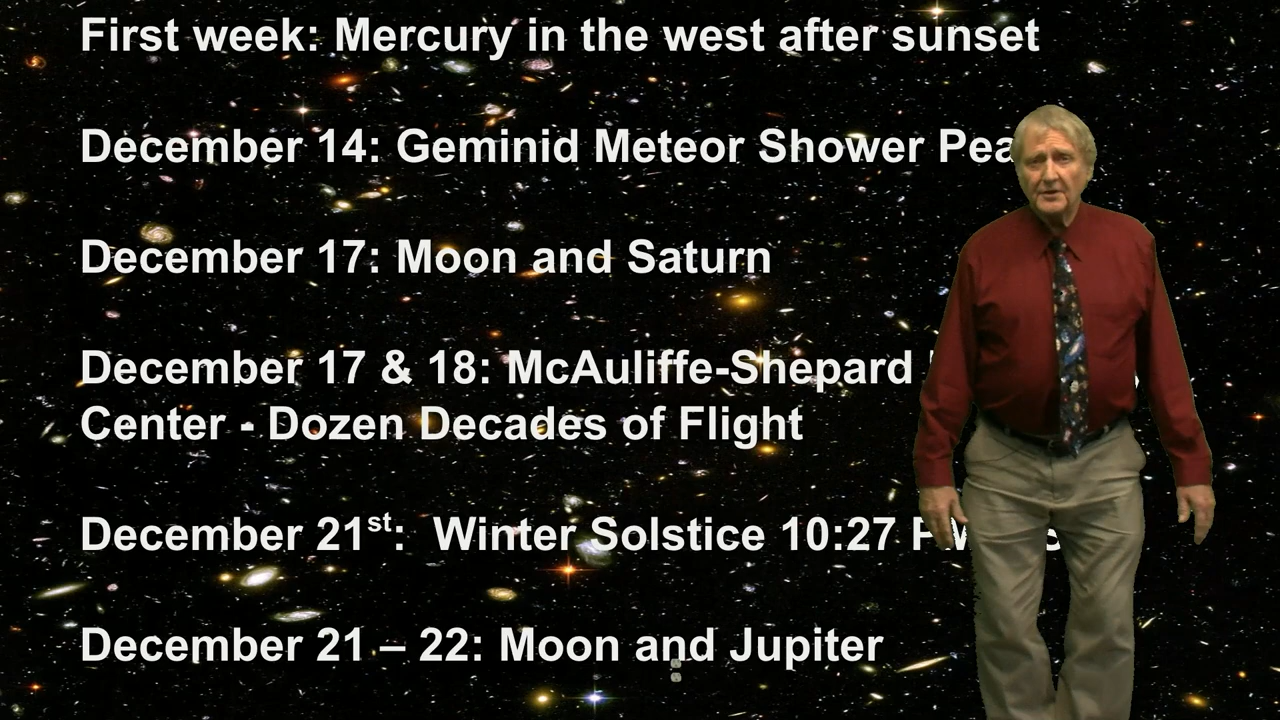 First week: Mercury in the west after sunset
December 14: Geminid Meteor Shower
December 17: Moon and Saturn
December 17 & 18: McAuliffe-Shepard
Center - Dozen Decades of Flight
December 21st:  Winter Solstice 10:27
December 21 – 22: Moon and Jupiter